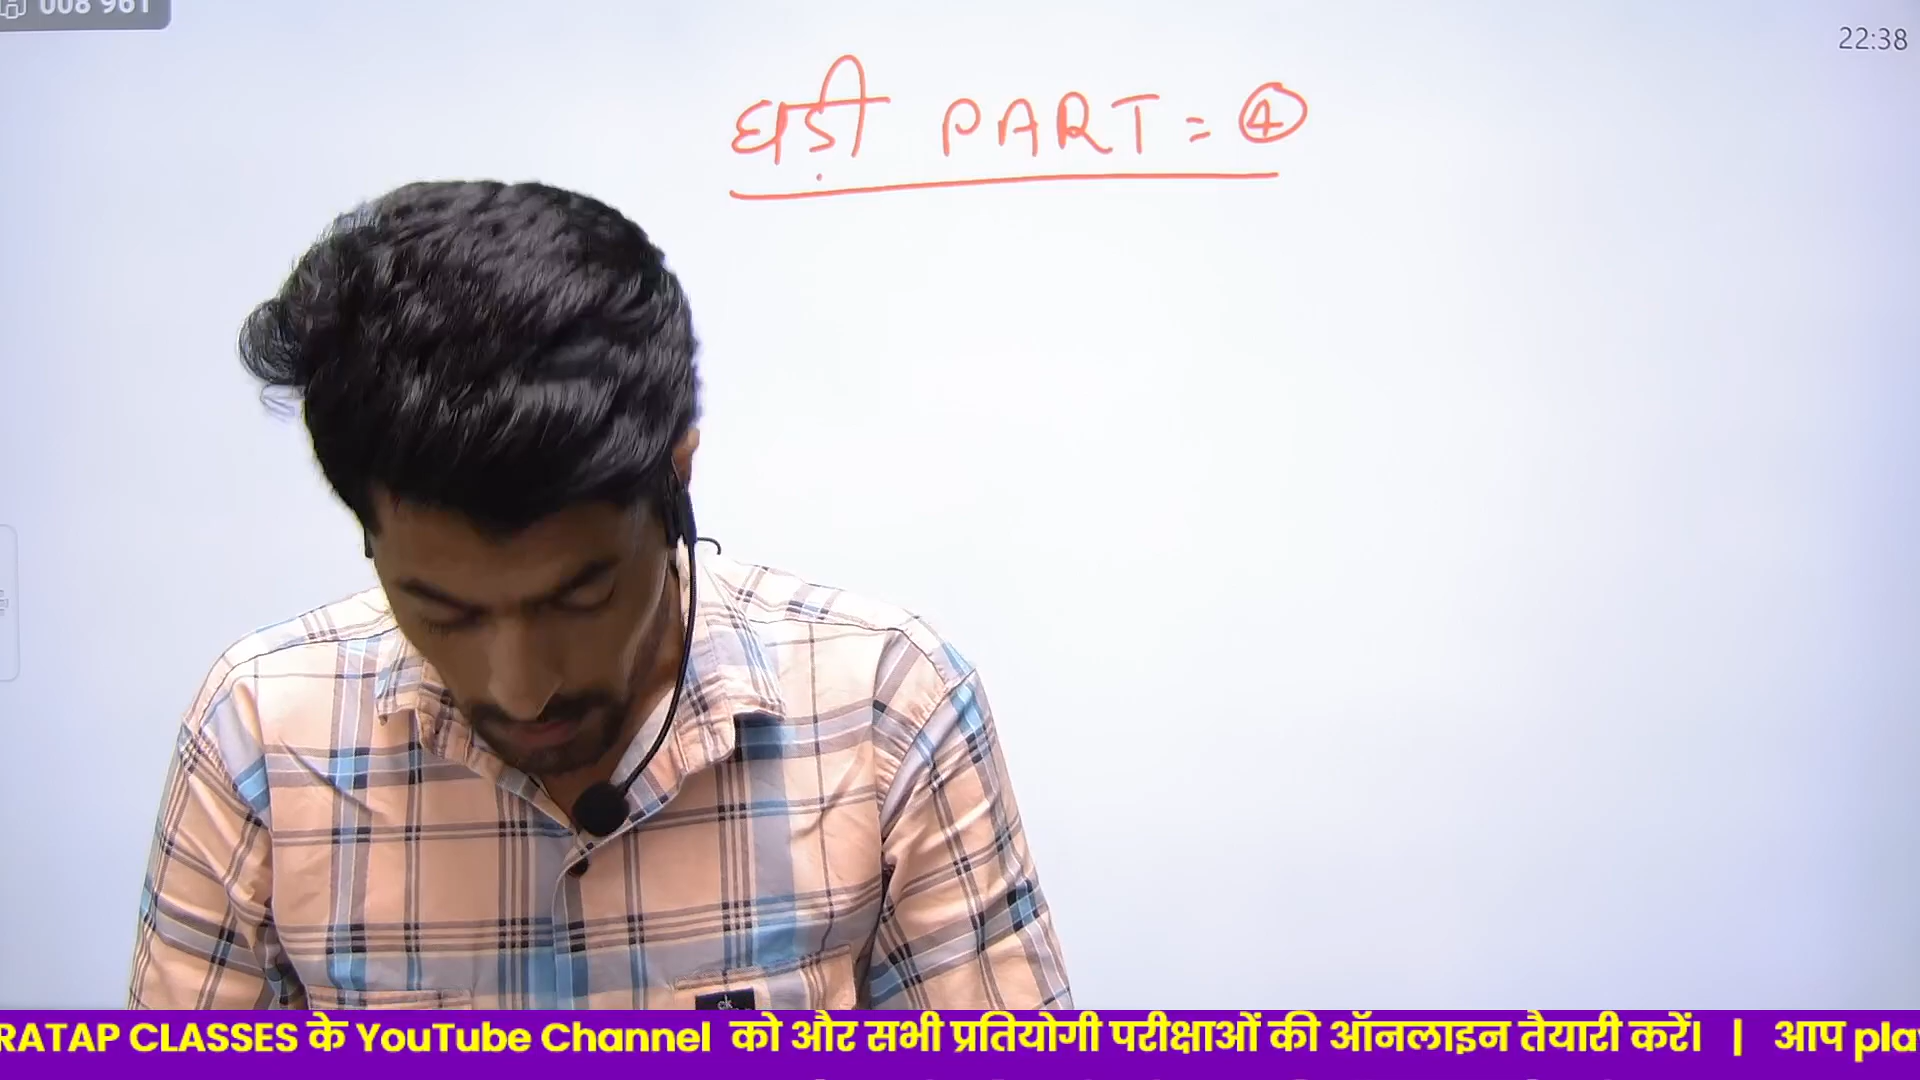 008 961
22:38
घड़ी PART = 4
ck
RATAP CLASSES के YouTube Channel को और सभी प्रतियोगी परीक्षाओं की ऑनलाइन तैयारी करें। | आप pla